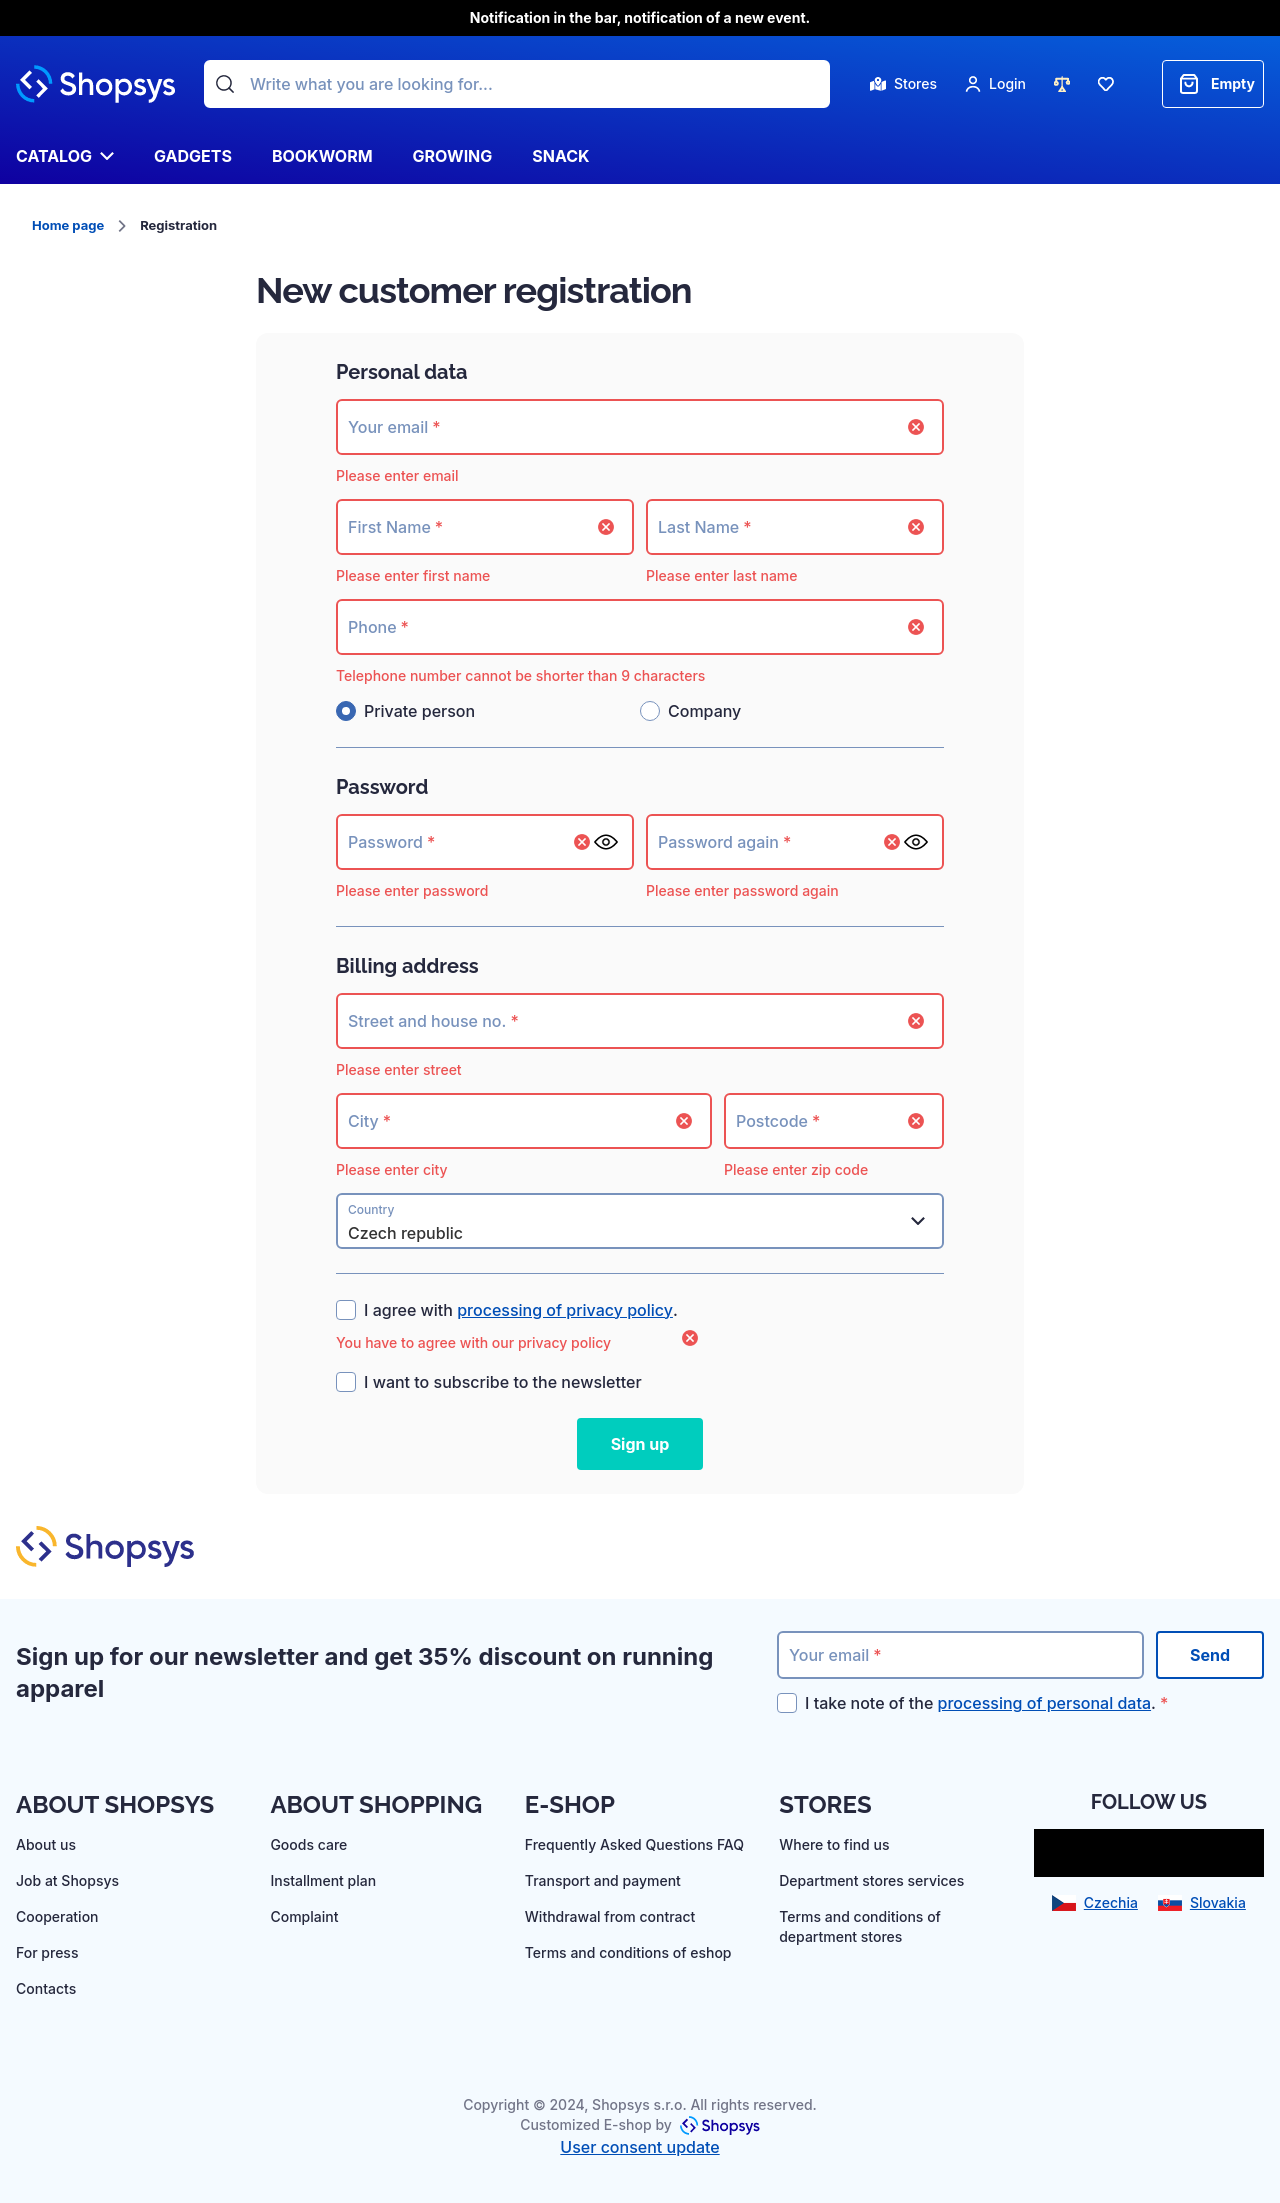 Notification in the bar, notification of a new event.
Shopsys
Write what you are looking for...
Stores
Login
Empty
CATALOG
GADGETS
BOOKWORM
GROWING
SNACK
Home page
Registration
New customer registration
Personal data
Your email *
Please enter email
First Name *
Last Name *
Please enter first name
Please enter last name
Phone *
Telephone number cannot be shorter than 9 characters
Private person
Company
Password
Password *
Password again *
Please enter password
Please enter password again
Billing address
Street and house no. *
Please enter street
City *
Postcode *
Please enter city
Please enter zip code
Country
Czech republic
I agree with processing of privacy policy.
You have to agree with our privacy policy
I want to subscribe to the newsletter
Sign up
Shopsys
Sign up for our newsletter and get 35% discount on running
apparel
Your email *
Send
I take note of the processing of personal data. *
ABOUT SHOPSYS
About us
Job at Shopsys
Cooperation
For press
Contacts
ABOUT SHOPPING
Goods care
Installment plan
Complaint
E-SHOP
Frequently Asked Questions FAQ
Transport and payment
Withdrawal from contract
Terms and conditions of eshop
STORES
Where to find us
Department stores services
Terms and conditions of
department stores
FOLLOW US
Czechia
Slovakia
Copyright © 2024, Shopsys s.r.o. All rights reserved.
Customized E-shop by Shopsys
User consent update